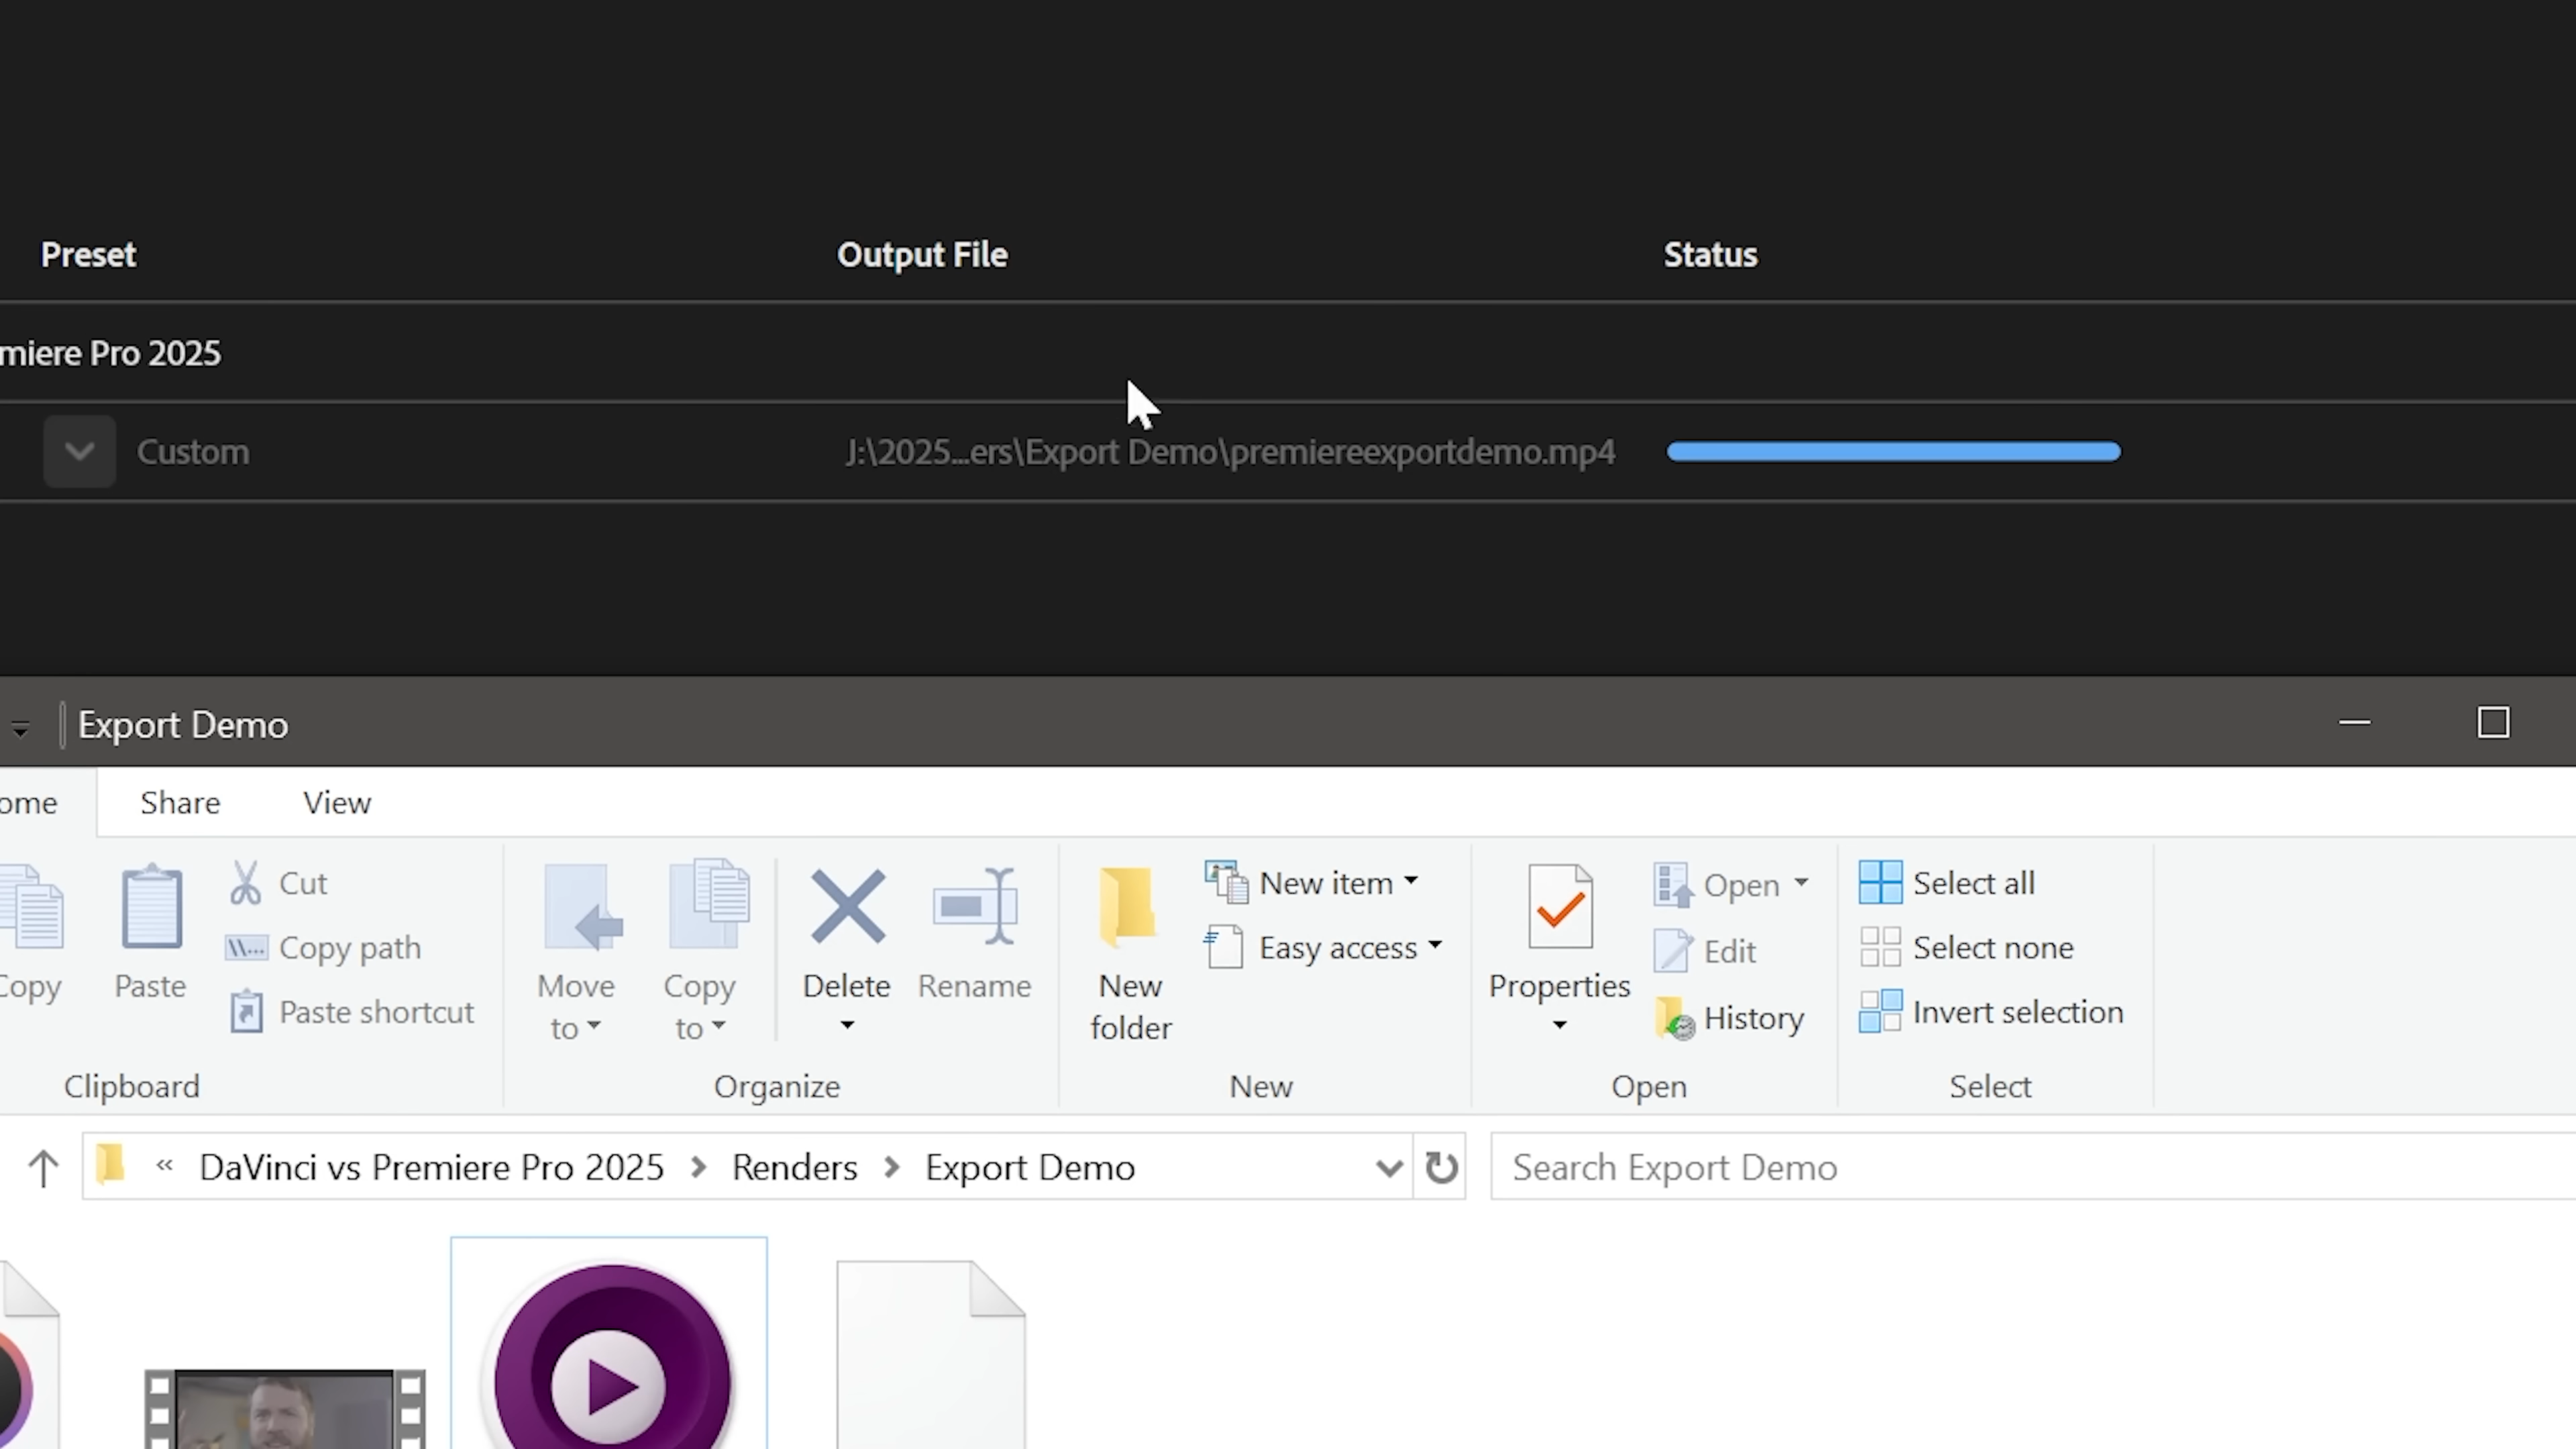 Preset Output File Status
miere Pro 2025
Custom J:\2025...ers\Export Demo\premiereexportdemo.mp4
Export Demo
ome Share View
Copy
Paste
Cut
Copy path
Paste shortcut
Clipboard
Move
to
Copy
to
Delete
Rename
Organize
New
folder
New item
Easy access
New
Properties
Open
Edit
History
Open
Select all
Select none
Invert selection
Select
« DaVinci vs Premiere Pro 2025 > Renders > Export Demo
Search Export Demo